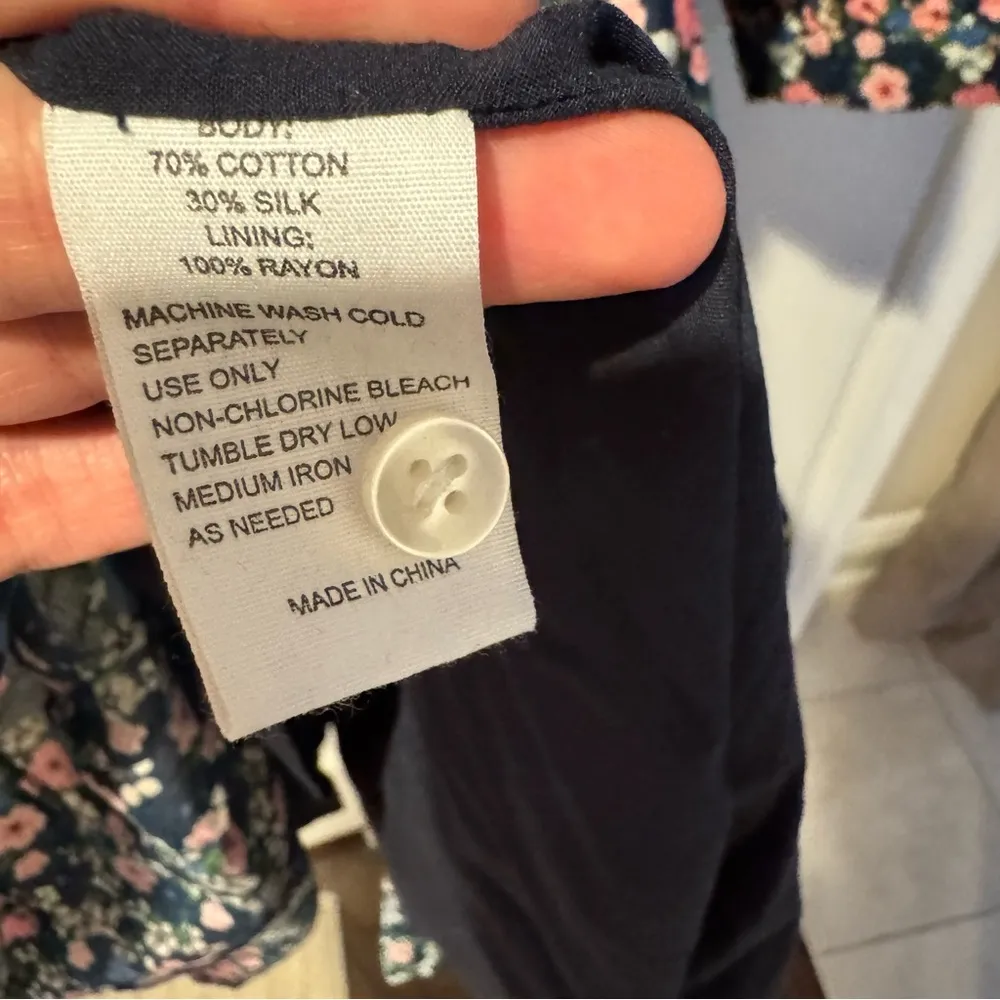 BODY:
70% COTTON
30% SILK
LINING:
100% RAYON
MACHINE WASH COLD
SEPARATELY
USE ONLY
NON-CHLORINE BLEACH
TUMBLE DRY LOW
MEDIUM IRON
AS NEEDED
MADE IN CHINA